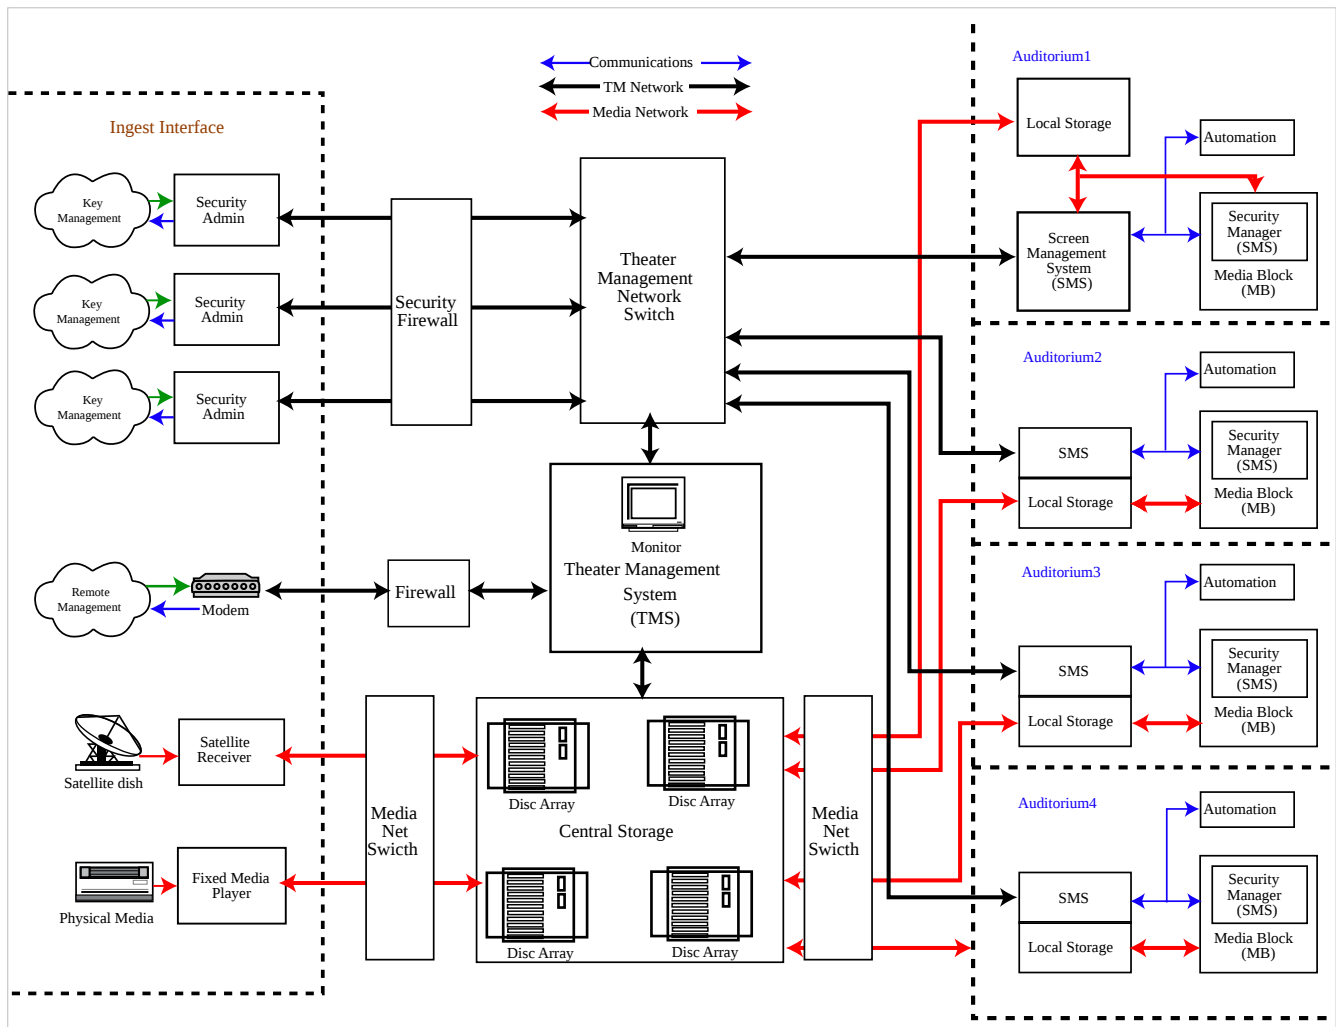 Communications
TM Network
Media Network
Ingest Interface
Key
Management
Security
Admin
Key
Management
Security
Admin
Key
Management
Security
Admin
Security
Firewall
Theater
Management
Network
Switch
Monitor
Theater Management
System
(TMS)
Remote
Management
Modem
Firewall
Satellite dish
Satellite
Receiver
Physical Media
Fixed Media
Player
Media
Net
Swicth
Disc Array
Disc Array
Central Storage
Disc Array
Disc Array
Media
Net
Swicth
Auditorium1
Local Storage
Automation
Screen
Management
System
(SMS)
Security
Manager
(SMS)
Media Block
(MB)
Auditorium2
Automation
SMS
Local Storage
Security
Manager
(SMS)
Media Block
(MB)
Auditorium3
Automation
SMS
Local Storage
Security
Manager
(SMS)
Media Block
(MB)
Auditorium4
Automation
SMS
Local Storage
Security
Manager
(SMS)
Media Block
(MB)